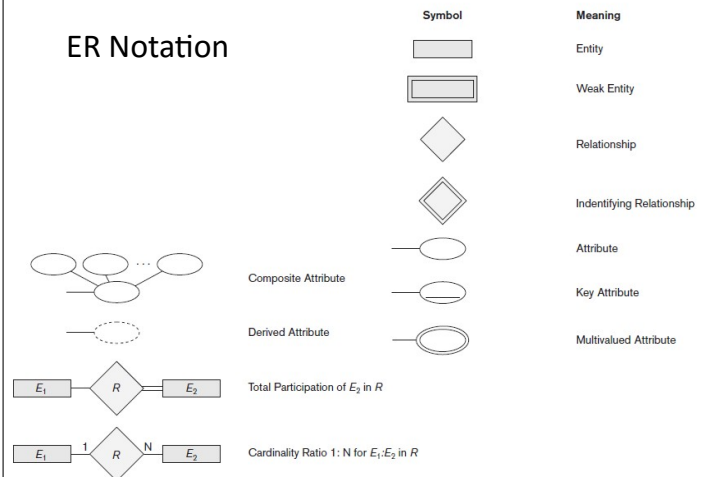 ER Notation
Symbol Meaning
Entity
Weak Entity
Relationship
Indentifying Relationship
Attribute
Key Attribute
Multivalued Attribute
... Composite Attribute
Derived Attribute
E₁ R E₂ Total Participation of E₂ in R
E₁ 1 R N E₂ Cardinality Ratio 1: N for E₁:E₂ in R